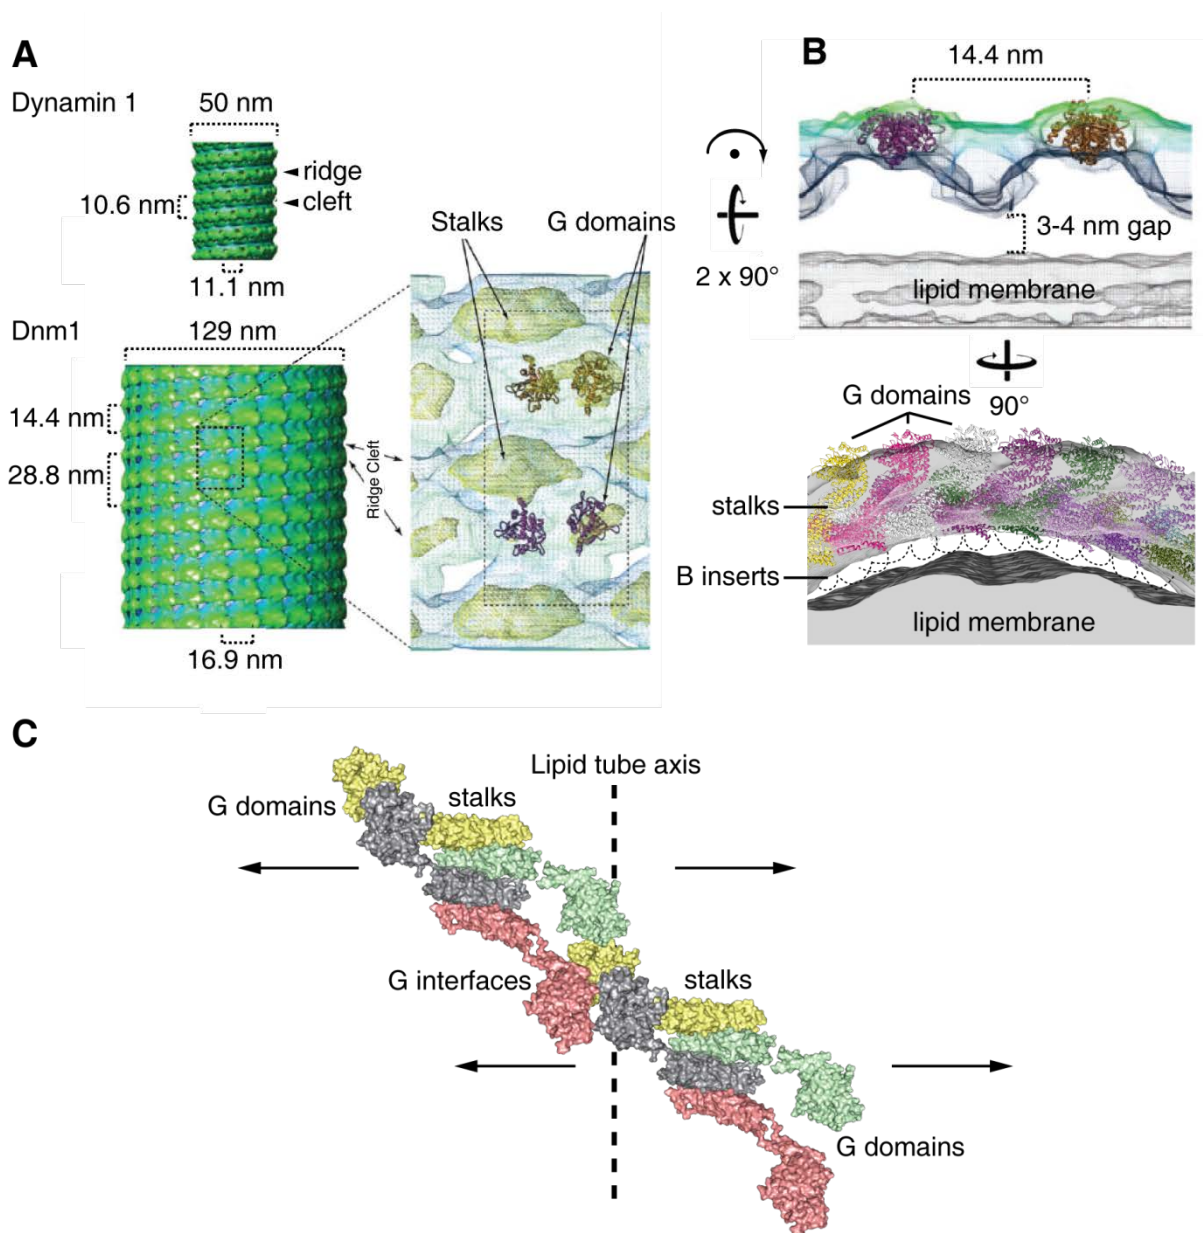 A
Dynamin 1
50 nm
ridge
cleft
10.6 nm
11.1 nm
Dnm1
129 nm
14.4 nm
28.8 nm
16.9 nm
Ridge Cleft
Stalks
G domains
2 x 90°
B
14.4 nm
3-4 nm gap
lipid membrane
90°
G domains
stalks
B inserts
lipid membrane
C
Lipid tube axis
G domains
stalks
G interfaces
stalks
G domains